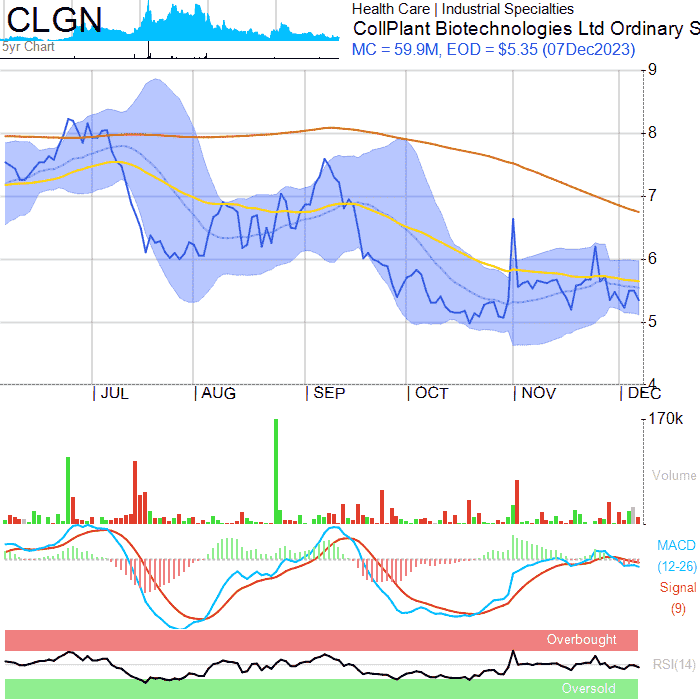 CLGN
5yr Chart
Health Care | Industrial Specialties
CollPlant Biotechnologies Ltd Ordinary S
MC = 59.9M, EOD = $5.35 (07Dec2023)
9
8
7
6
5
4
JUL AUG SEP OCT NOV DEC
170k
Volume
MACD
(12-26)
Signal
(9)
Overbought
RSI(14)
Oversold